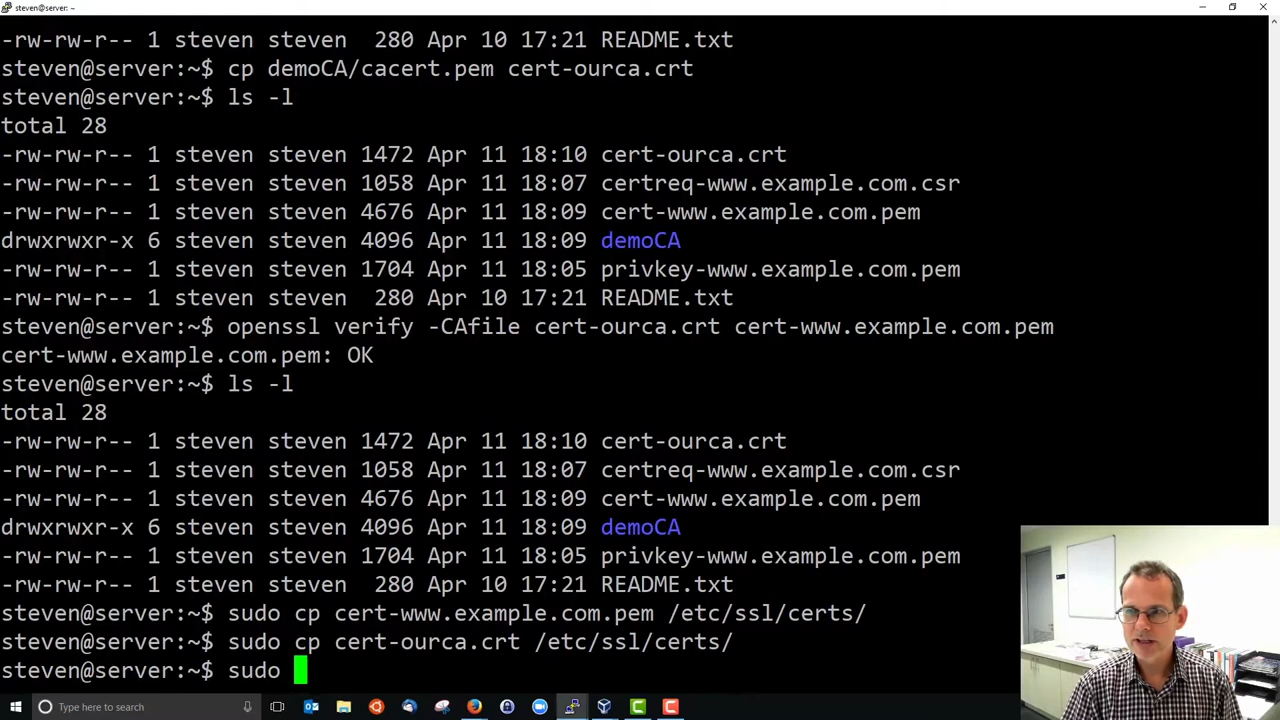 steven@server: ~
-rw-rw-r-- 1 steven steven  280 Apr 10 17:21 README.txt
steven@server:~$ cp demoCA/cacert.pem cert-ourca.crt
steven@server:~$ ls -l
total 28
-rw-rw-r-- 1 steven steven 1472 Apr 11 18:10 cert-ourca.crt
-rw-rw-r-- 1 steven steven 1058 Apr 11 18:07 certreq-www.example.com.csr
-rw-rw-r-- 1 steven steven 4676 Apr 11 18:09 cert-www.example.com.pem
drwxrwxr-x 6 steven steven 4096 Apr 11 18:09 demoCA
-rw-rw-r-- 1 steven steven 1704 Apr 11 18:05 privkey-www.example.com.pem
-rw-rw-r-- 1 steven steven  280 Apr 10 17:21 README.txt
steven@server:~$ openssl verify -CAfile cert-ourca.crt cert-www.example.com.pem
cert-www.example.com.pem: OK
steven@server:~$ ls -l
total 28
-rw-rw-r-- 1 steven steven 1472 Apr 11 18:10 cert-ourca.crt
-rw-rw-r-- 1 steven steven 1058 Apr 11 18:07 certreq-www.example.com.csr
-rw-rw-r-- 1 steven steven 4676 Apr 11 18:09 cert-www.example.com.pem
drwxrwxr-x 6 steven steven 4096 Apr 11 18:09 demoCA
-rw-rw-r-- 1 steven steven 1704 Apr 11 18:05 privkey-www.example.com.pem
-rw-rw-r-- 1 steven steven  280 Apr 10 17:21 README.txt
steven@server:~$ sudo cp cert-www.example.com.pem /etc/ssl/certs/
steven@server:~$ sudo cp cert-ourca.crt /etc/ssl/certs/
steven@server:~$ sudo
Type here to search